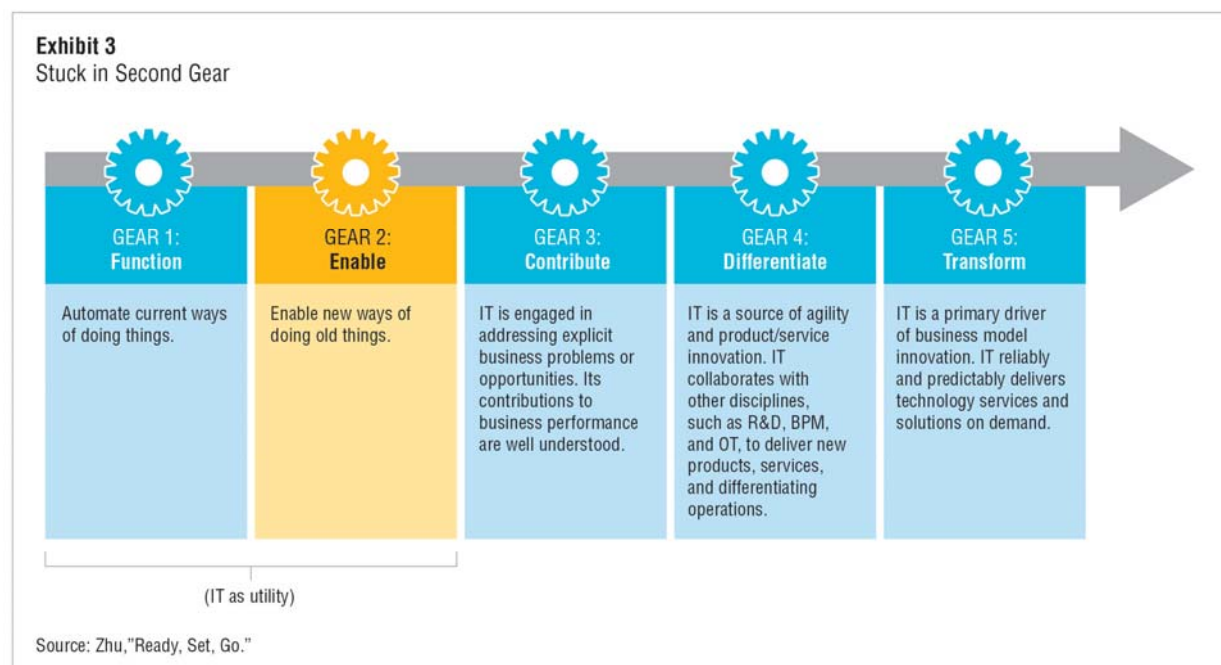 Exhibit 3
Stuck in Second Gear
GEAR 1:
Function
Automate current ways
of doing things.
GEAR 2:
Enable
Enable new ways of
doing old things.
GEAR 3:
Contribute
IT is engaged in
addressing explicit
business problems or
opportunities. Its
contributions to
business performance
are well understood.
GEAR 4:
Differentiate
IT is a source of agility
and product/service
innovation. IT
collaborates with
other disciplines,
such as R&D, BPM,
and OT, to deliver new
products, services,
and differentiating
operations.
GEAR 5:
Transform
IT is a primary driver
of business model
innovation. IT reliably
and predictably delivers
technology services and
solutions on demand.
(IT as utility)
Source: Zhu,”Ready, Set, Go.”